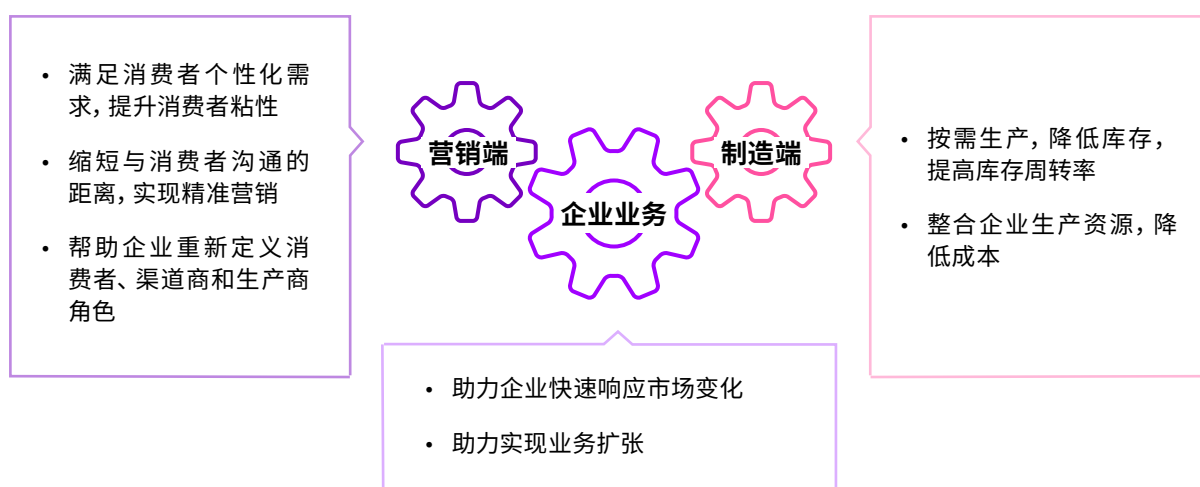 • 满足消费者个性化需
求，提升消费者粘性
• 缩短与消费者沟通的
距离，实现精准营销
• 帮助企业重新定义消
费者、渠道商和生产商
角色
营销端
企业业务
制造端
• 按需生产，降低库存，
提高库存周转率
• 整合企业生产资源，降
低成本
• 助力企业快速响应市场变化
• 助力实现业务扩张